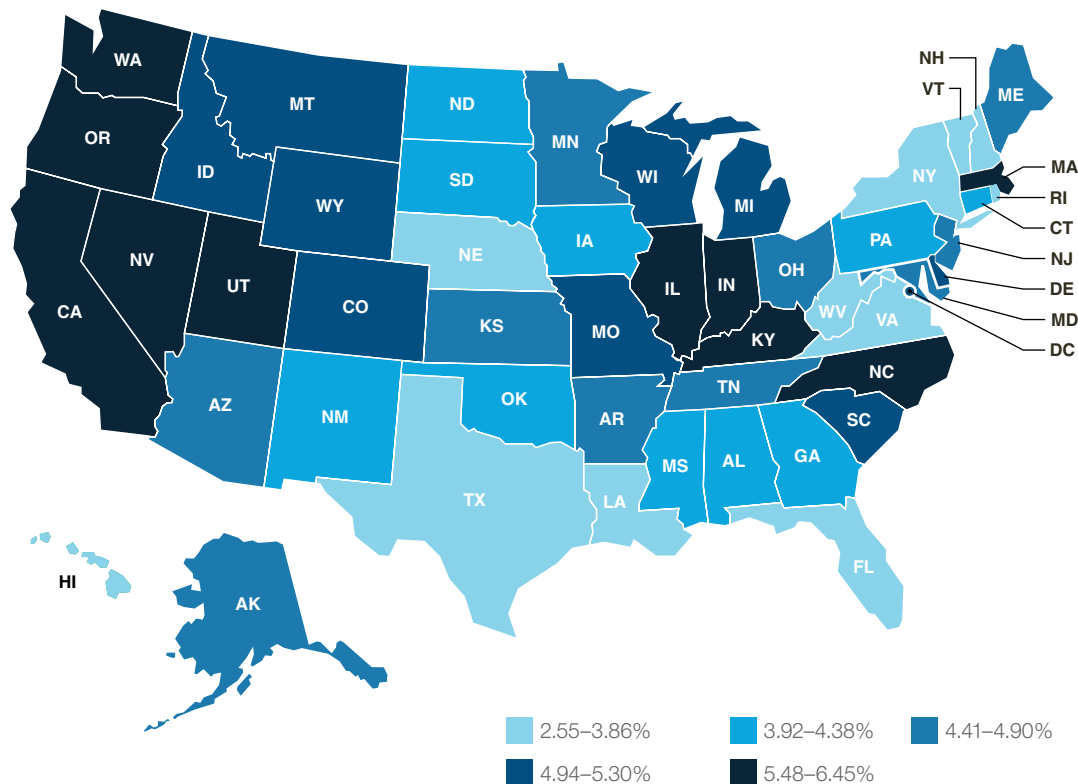 WA
MT
ND
MN
NH
VT
ME
OR
ID
SD
WI
MI
NY
MA
RI
WY
CT
NV
NE
IA
PA
NJ
UT
CO
IL
IN
OH
DE
CA
KS
MO
WV
VA
MD
KY
DC
AZ
NM
OK
AR
TN
NC
SC
MS
AL
GA
TX
LA
FL
HI
AK
2.55–3.86%
3.92–4.38%
4.41–4.90%
4.94–5.30%
5.48–6.45%